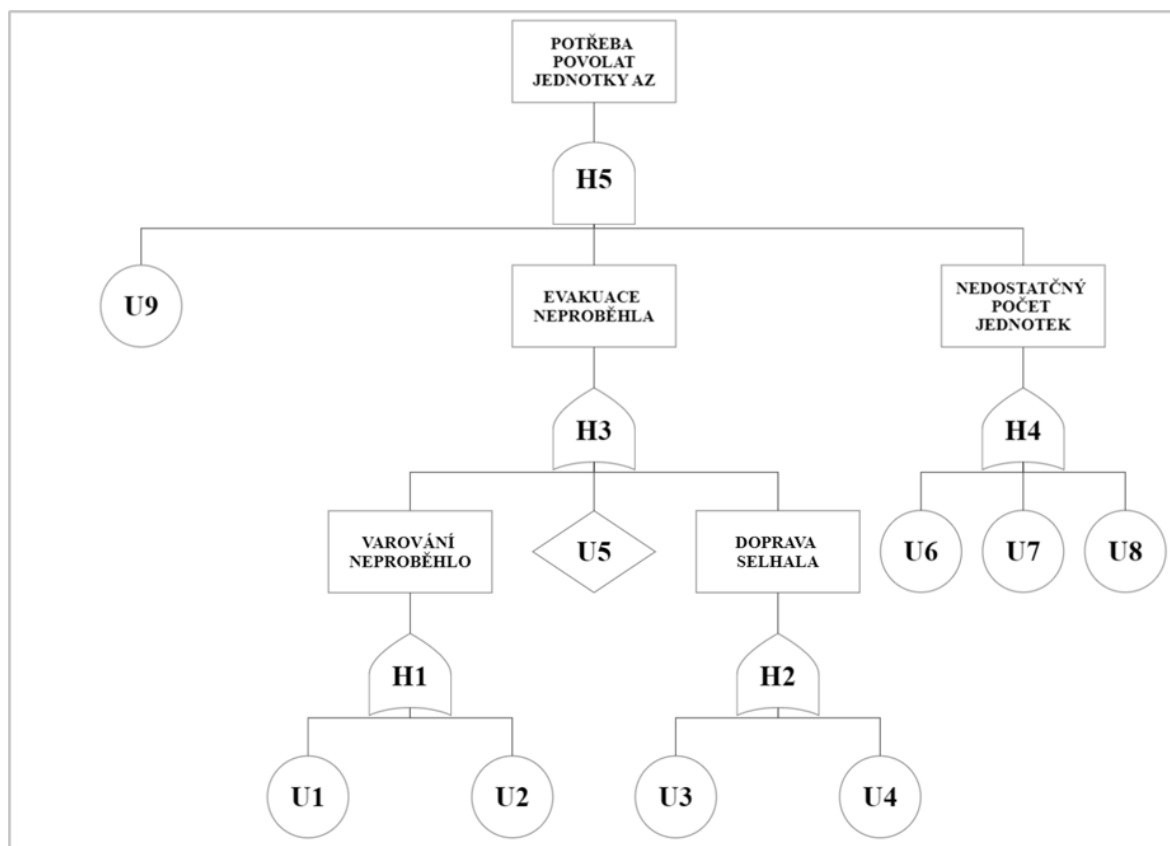 POTŘEBA
POVOLAT
JEDNOTKY AZ
H5
U9
EVAKUACE
NEPROBĚHLA
NEDOSTATČNÝ
POČET
JEDNOTEK
H3
H4
VAROVÁNÍ
NEPROBĚHLO
U5
DOPRAVA
SELHALA
U6
U7
U8
H1
H2
U1
U2
U3
U4